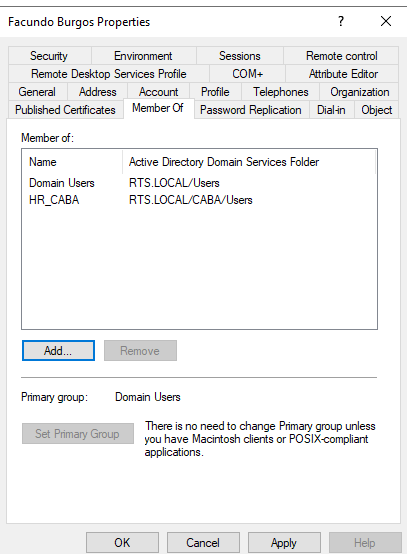 Facundo Burgos Properties
?
Security Environment Sessions Remote control
Remote Desktop Services Profile COM+ Attribute Editor
General Address Account Profile Telephones Organization
Published Certificates Member Of Password Replication Dial-in Object
Member of:
Name Active Directory Domain Services Folder
Domain Users RTS.LOCAL/Users
HR_CABA RTS.LOCAL/CABA/Users
Add... Remove
Primary group: Domain Users
Set Primary Group
There is no need to change Primary group unless
you have Macintosh clients or POSIX-compliant
applications.
OK Cancel Apply Help